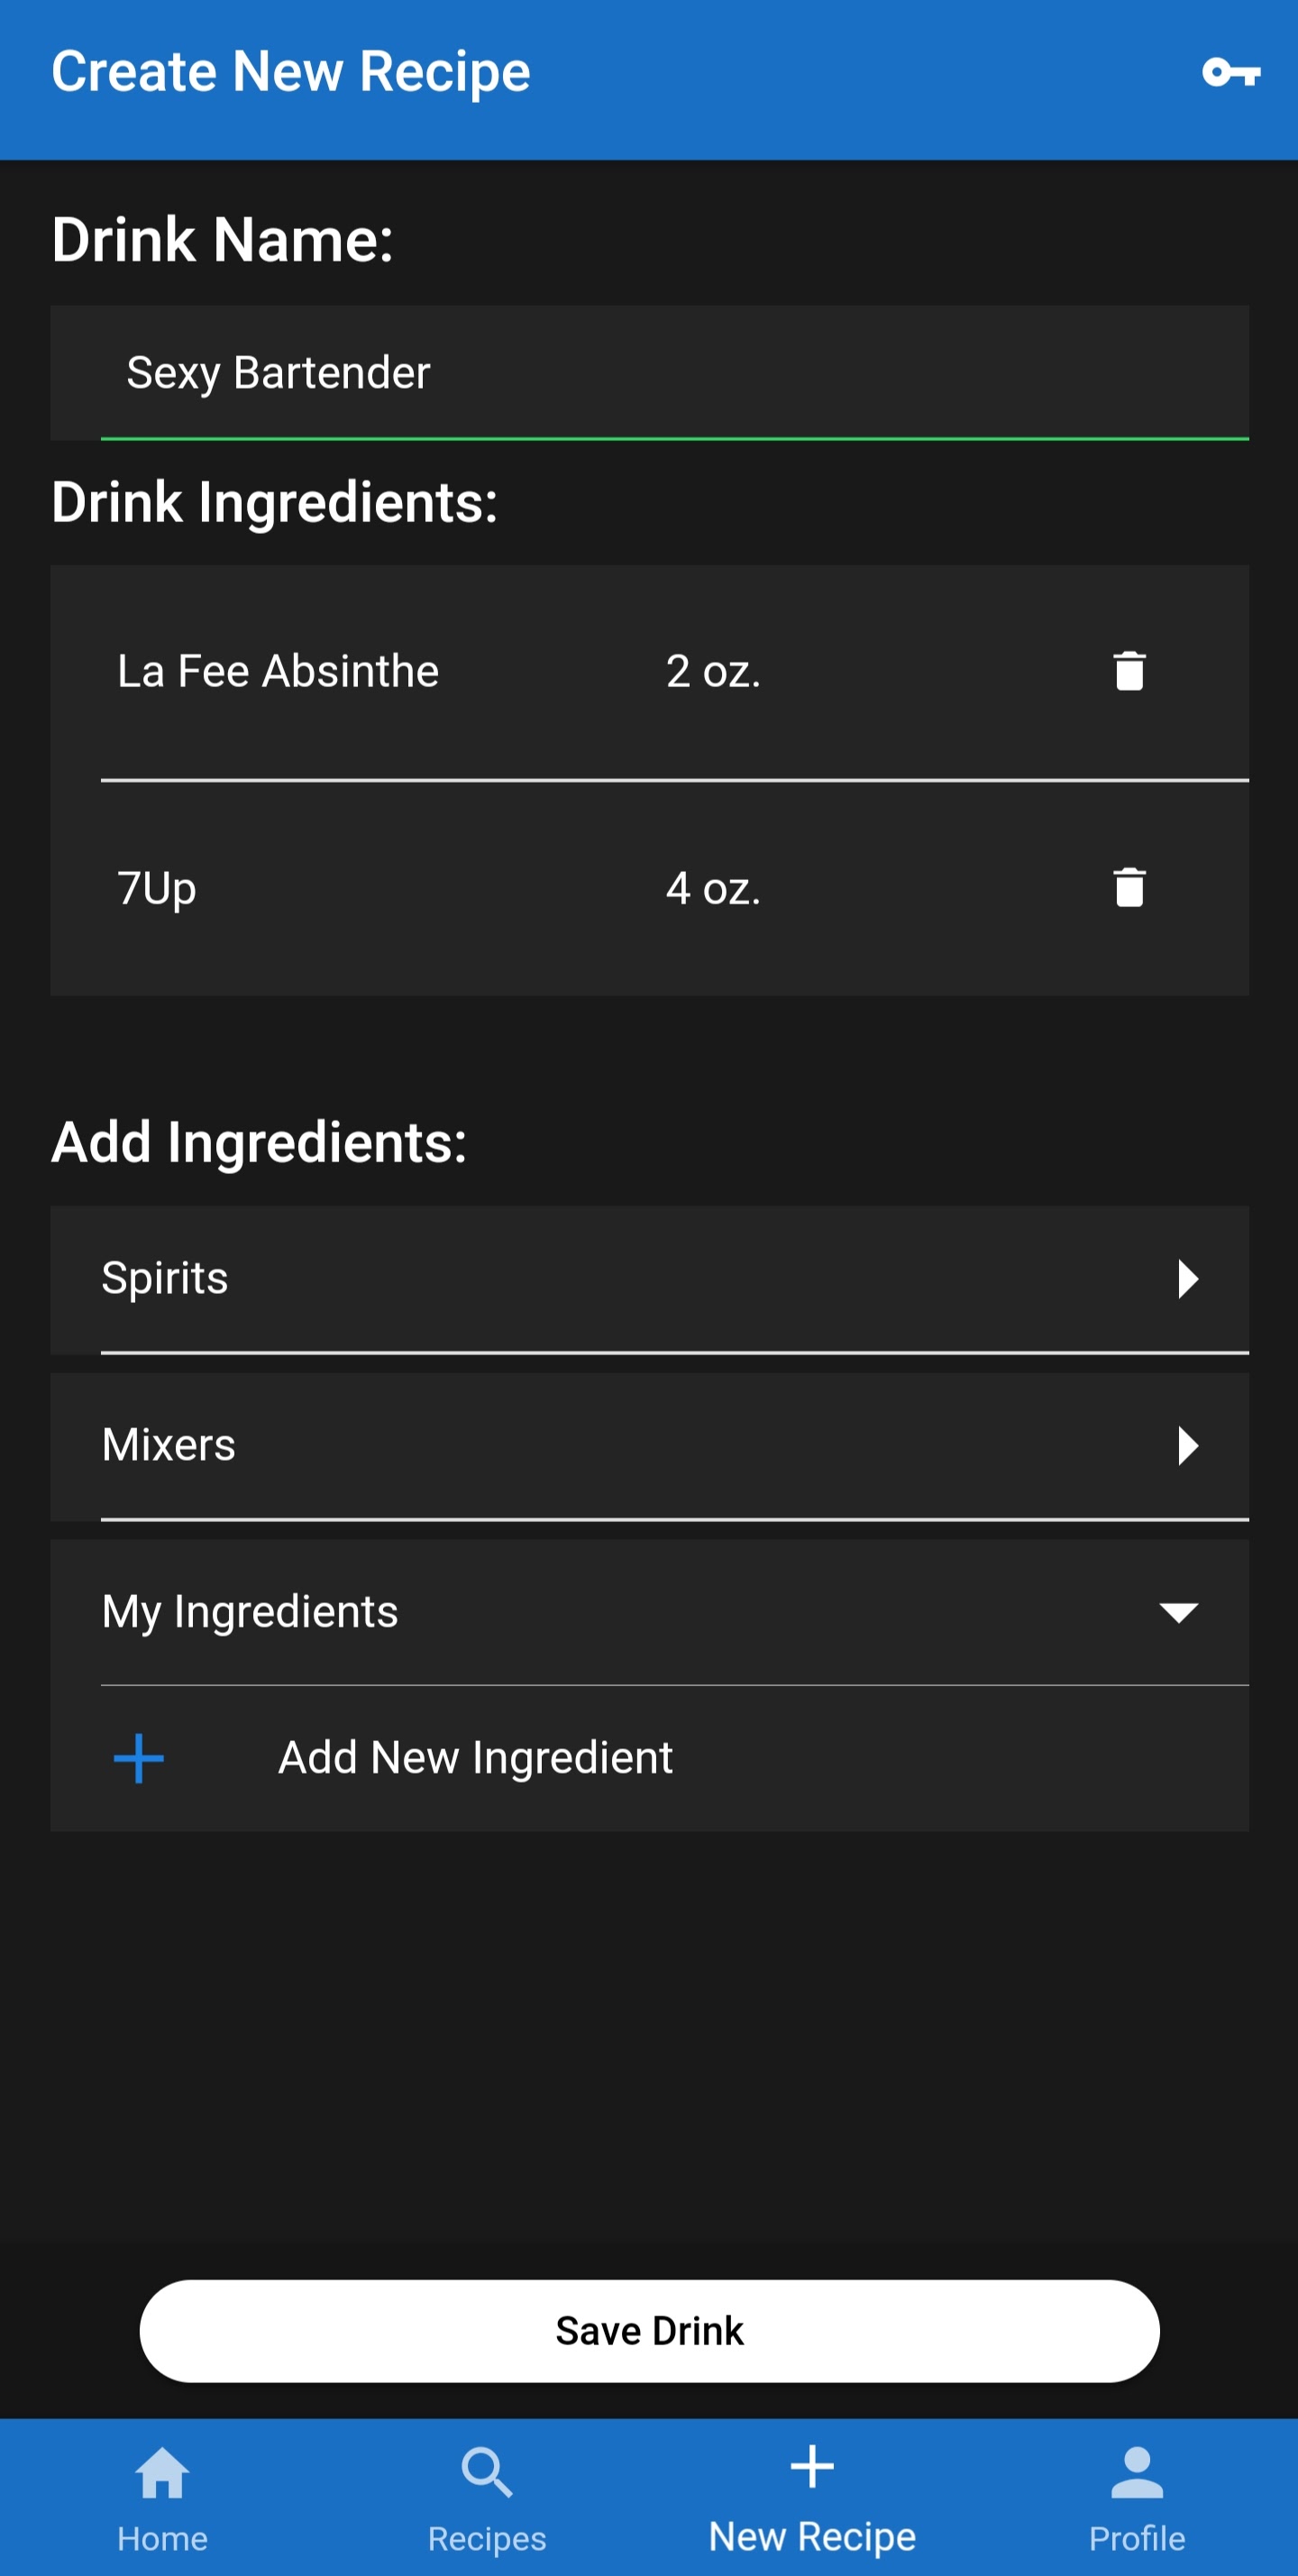 Create New Recipe
Drink Name:
Sexy Bartender
Drink Ingredients:
La Fee Absinthe 2 oz.
7Up 4 oz.
Add Ingredients:
Spirits
Mixers
My Ingredients
Add New Ingredient
Save Drink
Home Recipes New Recipe Profile